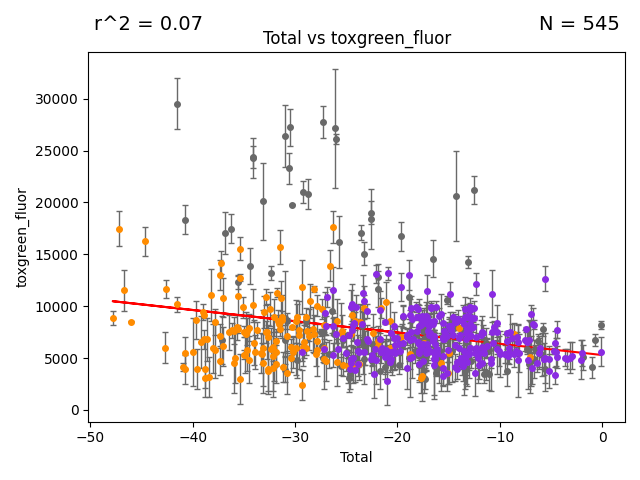 r^2 = 0.07
N = 545
Total vs toxgreen_fluor
30000
25000
20000
15000
10000
5000
0
toxgreen_fluor
−50
−40
−30
−20
−10
0
Total